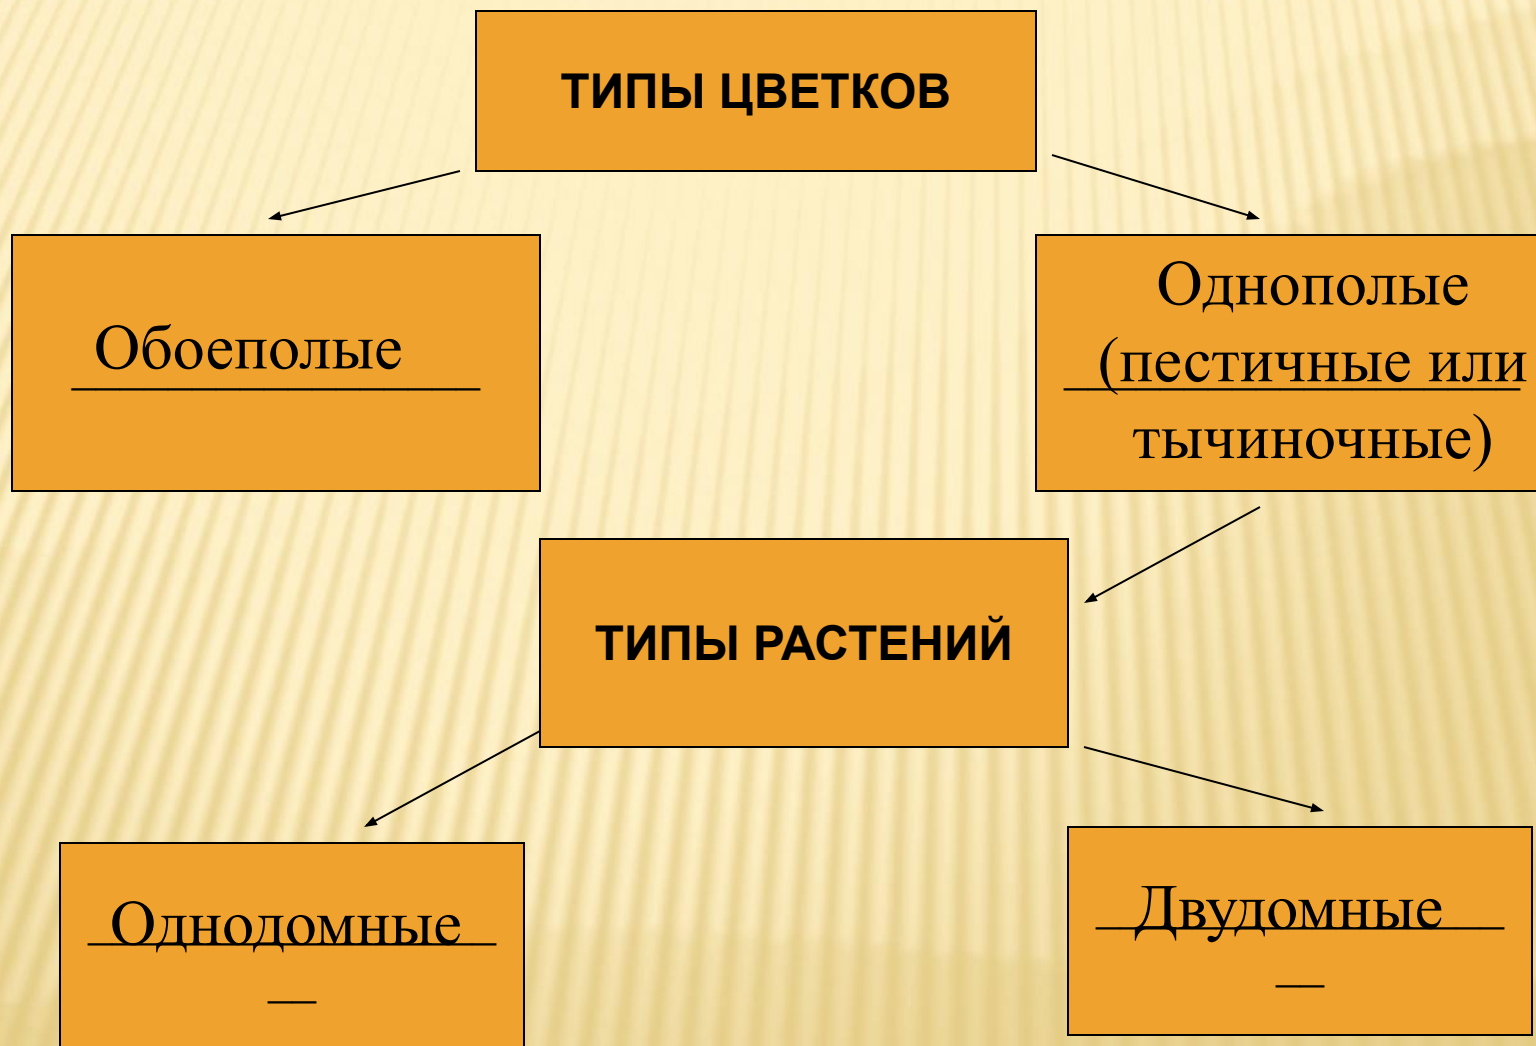 ТИПЫ ЦВЕТКОВ
Обоеполые
Однополые
(пестичные или
тычиночные)
ТИПЫ РАСТЕНИЙ
Однодомные
Двудомные